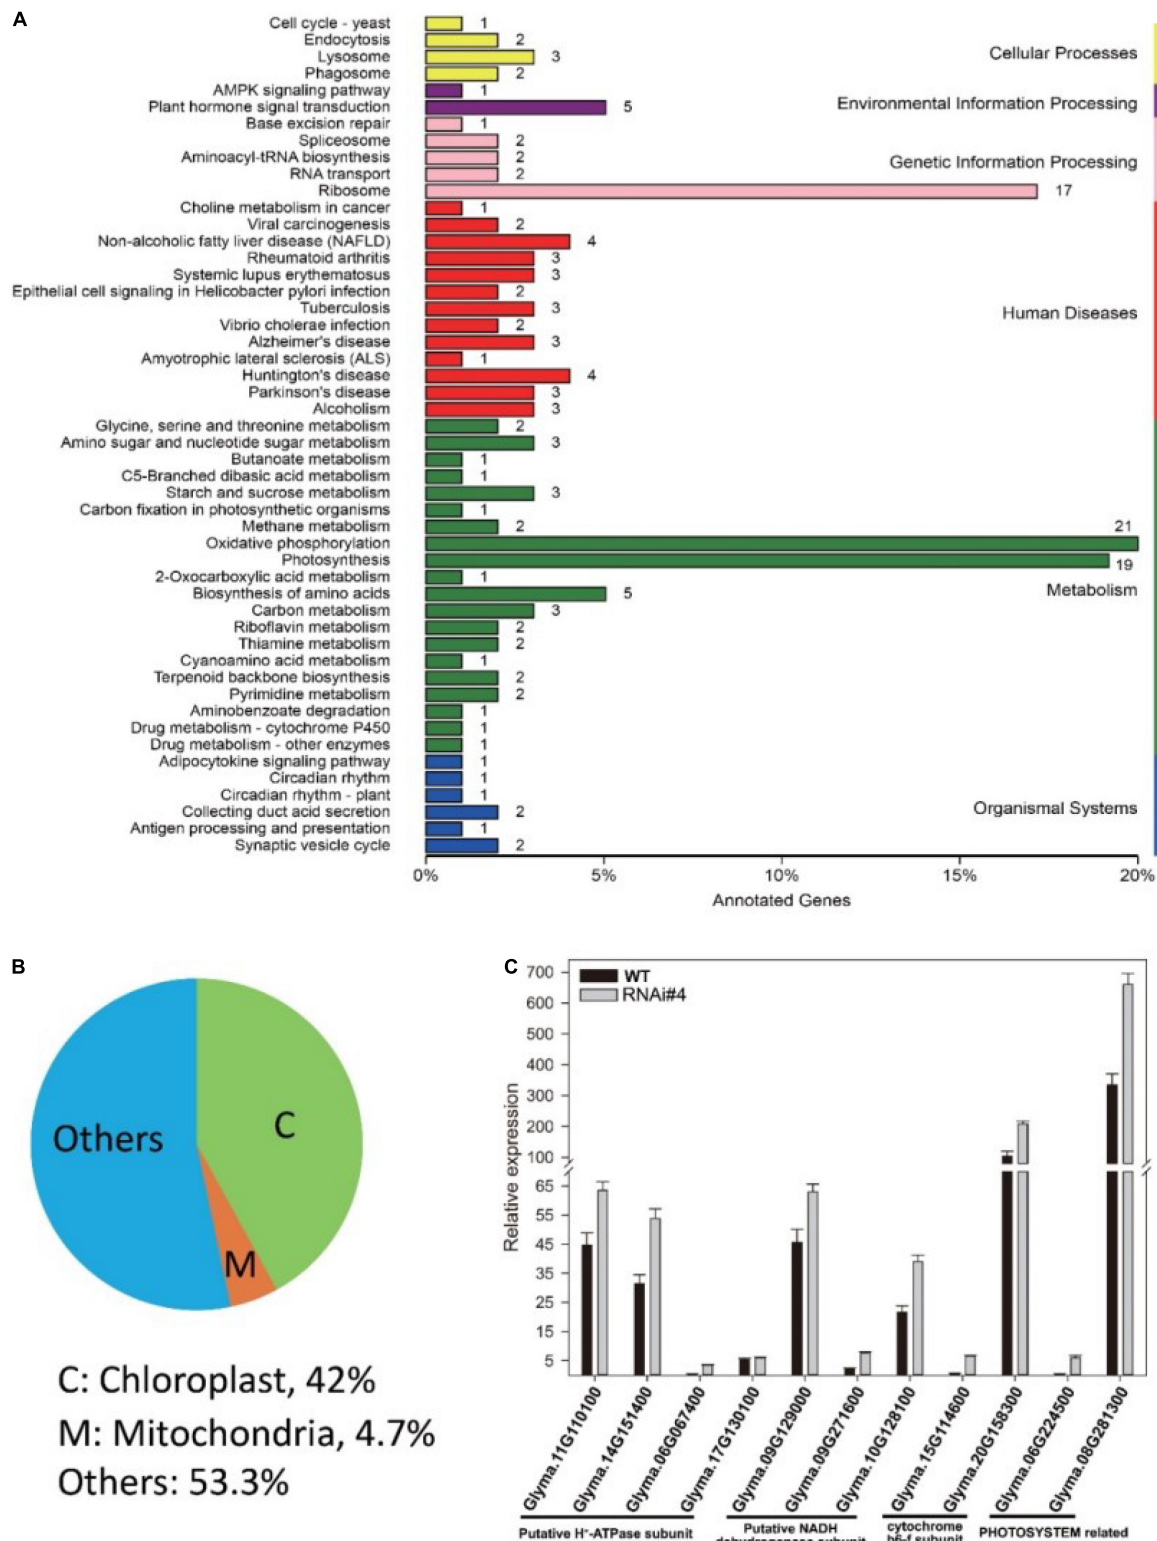 A
Cell cycle - yeast 1
Endocytosis 2
Lysosome 3
Phagosome 2
Cellular Processes
AMPK signaling pathway 1
Plant hormone signal transduction 5
Environmental Information Processing
Base excision repair 1
Spliceosome 2
Aminoacyl-tRNA biosynthesis 2
RNA transport 2
Ribosome 17
Genetic Information Processing
Choline metabolism in cancer 1
Viral carcinogenesis 2
Non-alcoholic fatty liver disease (NAFLD) 4
Rheumatoid arthritis 3
Systemic lupus erythematosus 3
Epithelial cell signaling in Helicobacter pylori infection 2
Tuberculosis 3
Vibrio cholerae infection 2
Alzheimer's disease 3
Amyotrophic lateral sclerosis (ALS) 1
Huntington's disease 4
Parkinson's disease 3
Alcoholism 3
Human Diseases
Glycine, serine and threonine metabolism 2
Amino sugar and nucleotide sugar metabolism 3
Butanoate metabolism 1
C5-Branched dibasic acid metabolism 1
Starch and sucrose metabolism 3
Carbon fixation in photosynthetic organisms 1
Methane metabolism 2
Oxidative phosphorylation 21
Photosynthesis 19
2-Oxocarboxylic acid metabolism 1
Biosynthesis of amino acids 5
Carbon metabolism 3
Riboflavin metabolism 2
Thiamine metabolism 2
Cyanoamino acid metabolism 1
Terpenoid backbone biosynthesis 2
Pyrimidine metabolism 2
Aminobenzoate degradation 1
Drug metabolism - cytochrome P450 1
Drug metabolism - other enzymes 1
Metabolism
Adipocytokine signaling pathway 1
Circadian rhythm 1
Circadian rhythm - plant 1
Collecting duct acid secretion 2
Antigen processing and presentation 1
Synaptic vesicle cycle 2
Organismal Systems
0% 5% 10% 15% 20%
Annotated Genes
B
Others
C
M
C: Chloroplast, 42%
M: Mitochondria, 4.7%
Others: 53.3%
C
WT
RNAi#4
Relative expression
700
600
500
400
300
200
100
65
55
45
35
25
15
5
Glyma.11G110100
Glyma.14G151400
Glyma.06G067400
Glyma.17G130100
Glyma.09G129000
Glyma.09G271600
Glyma.10G128100
Glyma.15G114600
Glyma.20G158300
Glyma.06G224500
Glyma.08G281300
Putative H⁺-ATPase subunit
Putative NADH
dehydrogenase subunit
cytochrome
b6-f subunit
PHOTOSYSTEM related